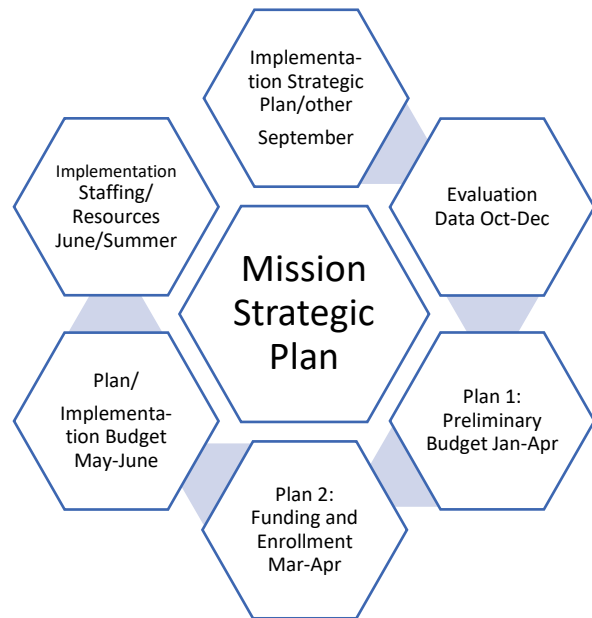 Implementa-
tion Strategic
Plan/other
September
Evaluation
Data Oct-Dec
Plan 1:
Preliminary
Budget Jan-Apr
Plan 2:
Funding and
Enrollment
Mar-Apr
Plan/
Implementa-
tion Budget
May-June
Implementation
Staffing/
Resources
June/Summer
Mission
Strategic
Plan